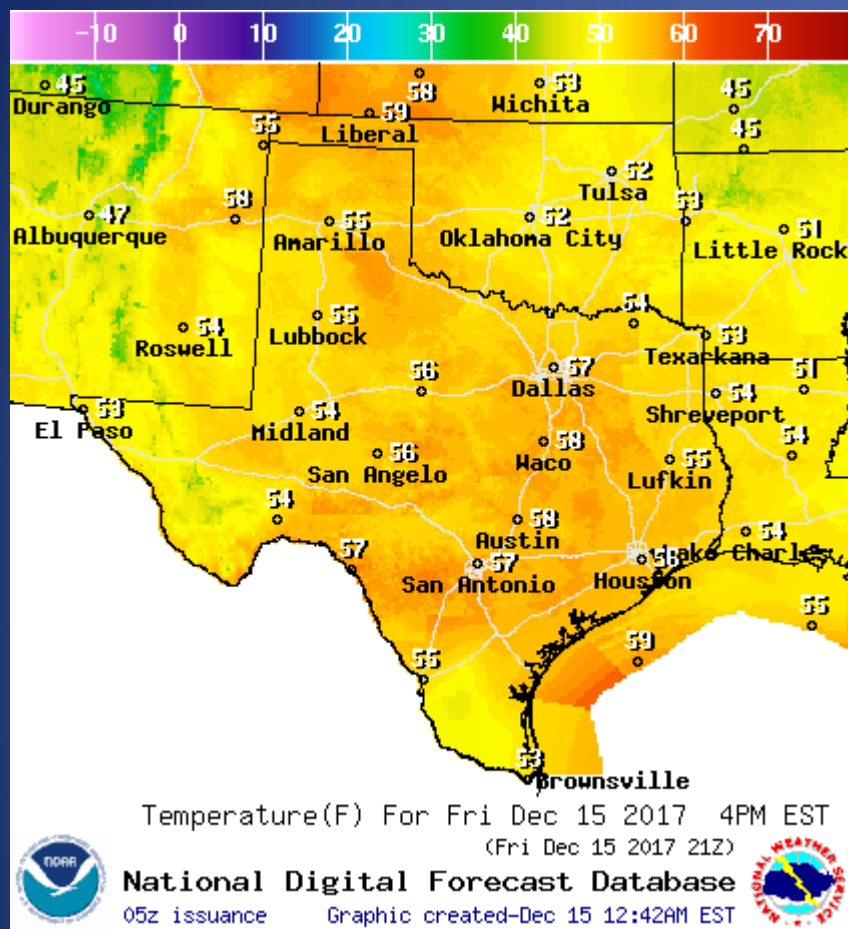 -10 0 10 20 30 40 50 60 70
45 Durango
58
53 Wichita
45
59 Liberal
55
45
52 Tulsa
47 Albuquerque
58
55 Amarillo
52 Oklahoma City
53
51 Little Rock
54 Roswell
55 Lubbock
54
53 Texarkana
57 Dallas
56
54 Shreveport
51
53 El Paso
54 Midland
58 Waco
56 San Angelo
55 Lufkin
54
54
58 Austin
54
57
57 San Antonio
56 Houston
Lake Charles
55
59
55
53 Brownsville
Temperature(F) For Fri Dec 15 2017 4PM EST
(Fri Dec 15 2017 21Z)
NOAA
National Digital Forecast Database
05z issuance Graphic created-Dec 15 12:42AM EST
NATIONAL WEATHER SERVICE